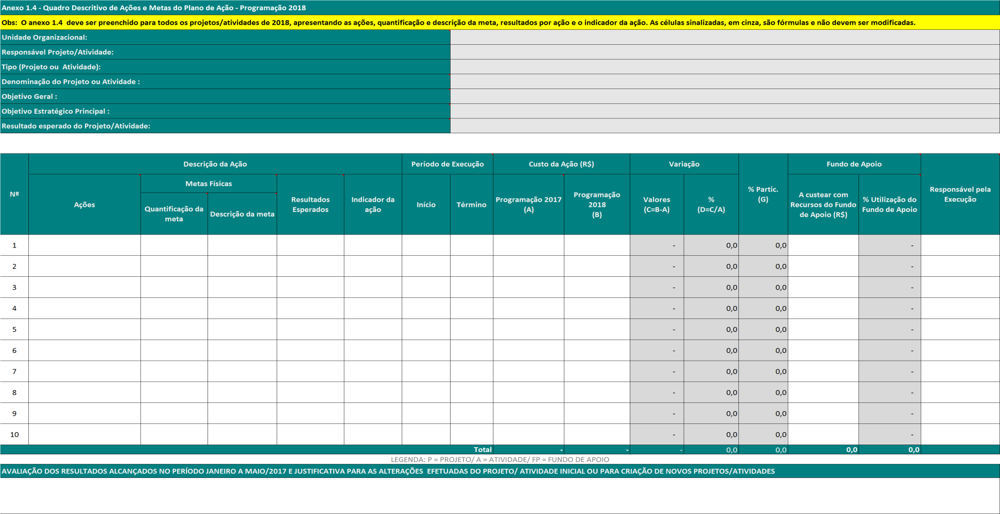 Anexo 1.4 - Quadro Descritivo de Ações e Metas do Plano de Ação - Programação 2018
Obs:  O anexo 1.4  deve ser preenchido para todos os projetos/atividades de 2018, apresentando as ações, quantificação e descrição da meta, resultados por ação e o indicador da ação. As células sinalizadas, em cinza, são fórmulas e não devem ser modificadas.
Unidade Organizacional:
Responsável Projeto/Atividade:
Tipo (Projeto ou  Atividade):
Denominação do Projeto ou Atividade :
Objetivo Geral :
Objetivo Estratégico Principal :
Resultado esperado do Projeto/Atividade:
Nº
Descrição da Ação
Período de Execução
Custo da Ação (R$)
Variação
% Partic.
(G)
Fundo de Apoio
Responsável pela
Execução
Ações
Metas Físicas
Quantificação da
meta
Descrição da meta
Resultados
Esperados
Indicador da
ação
Início
Término
Programação 2017
(A)
Programação
2018
(B)
Valores
(C=B-A)
%
(D=C/A)
A custear com
Recursos do Fundo
de Apoio (R$)
% Utilização do
Fundo de Apoio
1 - 0,0 0,0 -
2 - 0,0 0,0 -
3 - 0,0 0,0 -
4 - 0,0 0,0 -
5 - 0,0 0,0 -
6 - 0,0 0,0 -
7 - 0,0 0,0 -
8 - 0,0 0,0 -
9 - 0,0 0,0 -
10 - 0,0 0,0 -
Total - - - 0,0 0,0 0,0 0,0
LEGENDA: P = PROJETO/ A = ATIVIDADE/ FP = FUNDO DE APOIO
AVALIAÇÃO DOS RESULTADOS ALCANÇADOS NO PERÍODO JANEIRO A MAIO/2017 E JUSTIFICATIVA PARA AS ALTERAÇÕES  EFETUADAS DO PROJETO/ ATIVIDADE INICIAL OU PARA CRIAÇÃO DE NOVOS PROJETOS/ATIVIDADES